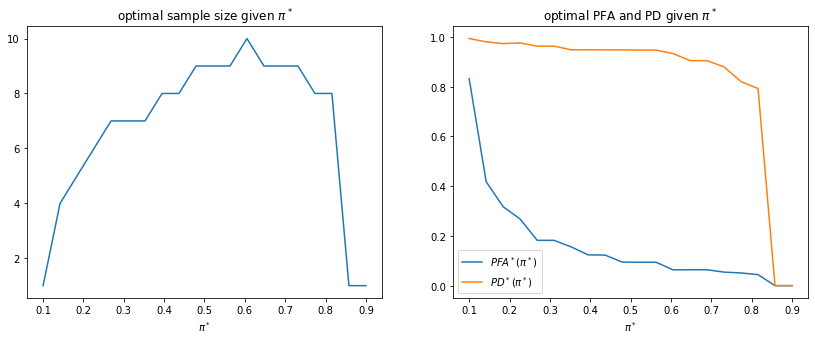 optimal sample size given π*
10
8
6
4
2
0.1 0.2 0.3 0.4 0.5 0.6 0.7 0.8 0.9
π*
optimal PFA and PD given π*
1.0
0.8
0.6
0.4
0.2
0.0
PFA*(π*)
PD*(π*)
0.1 0.2 0.3 0.4 0.5 0.6 0.7 0.8 0.9
π*